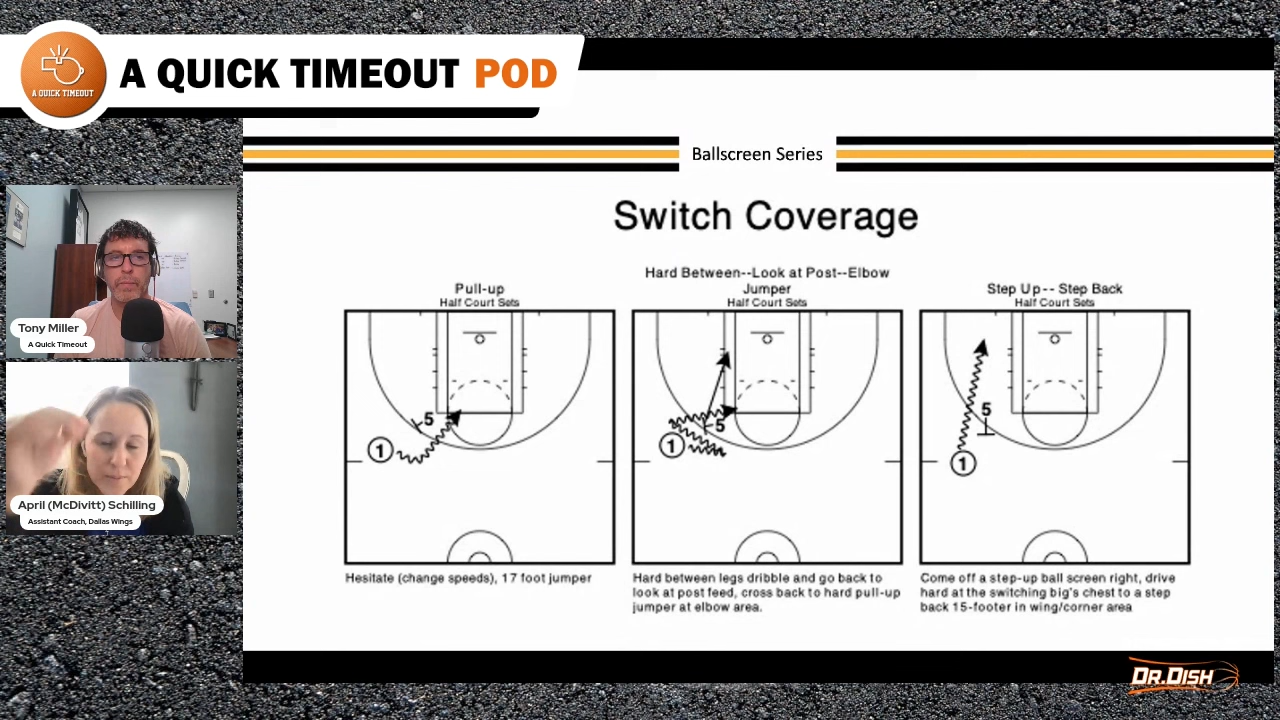 A QUICK TIMEOUT POD
A QUICK TIMEOUT
Ballscreen Series
Switch Coverage
Pull-up
Half Court Sets
5
1
Hesitate (change speeds), 17 foot jumper
Hard Between--Look at Post--Elbow
Jumper
Half Court Sets
5
1
Hard between legs dribble and go back to
look at post feed, cross back to hard pull-up
jumper at elbow area.
Step Up-- Step Back
Half Court Sets
5
1
Come off a step-up ball screen right, drive
hard at the switching big's chest to a step
back 15-footer in wing/corner area
Tony Miller
A Quick Timeout
April (McDivitt) Schilling
Assistant Coach, Dallas Wings
DR.DISH